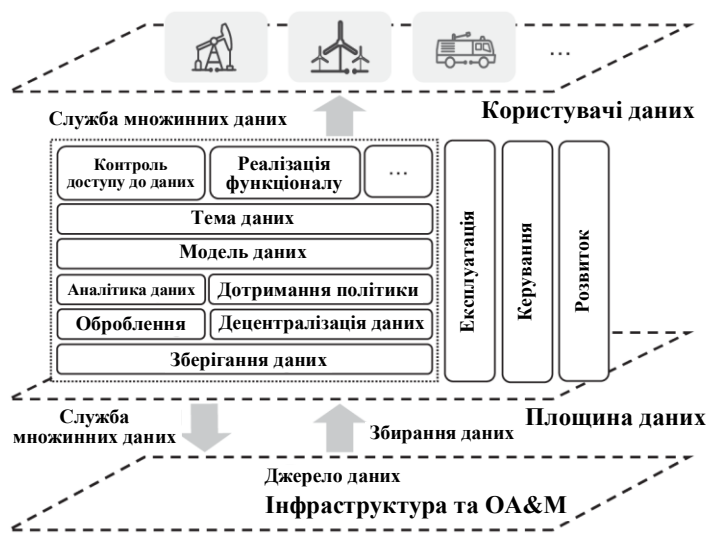 ...
Служба множинних даних
Користувачі даних
Контроль
доступу до даних
Реалізація
функціоналу
...
Тема даних
Модель даних
Аналітика даних
Дотримання політики
Оброблення
Децентралізація даних
Зберігання даних
Експлуатація
Керування
Розвиток
Площина даних
Служба
множинних даних
Збирання даних
Джерело даних
Інфраструктура та OA&M